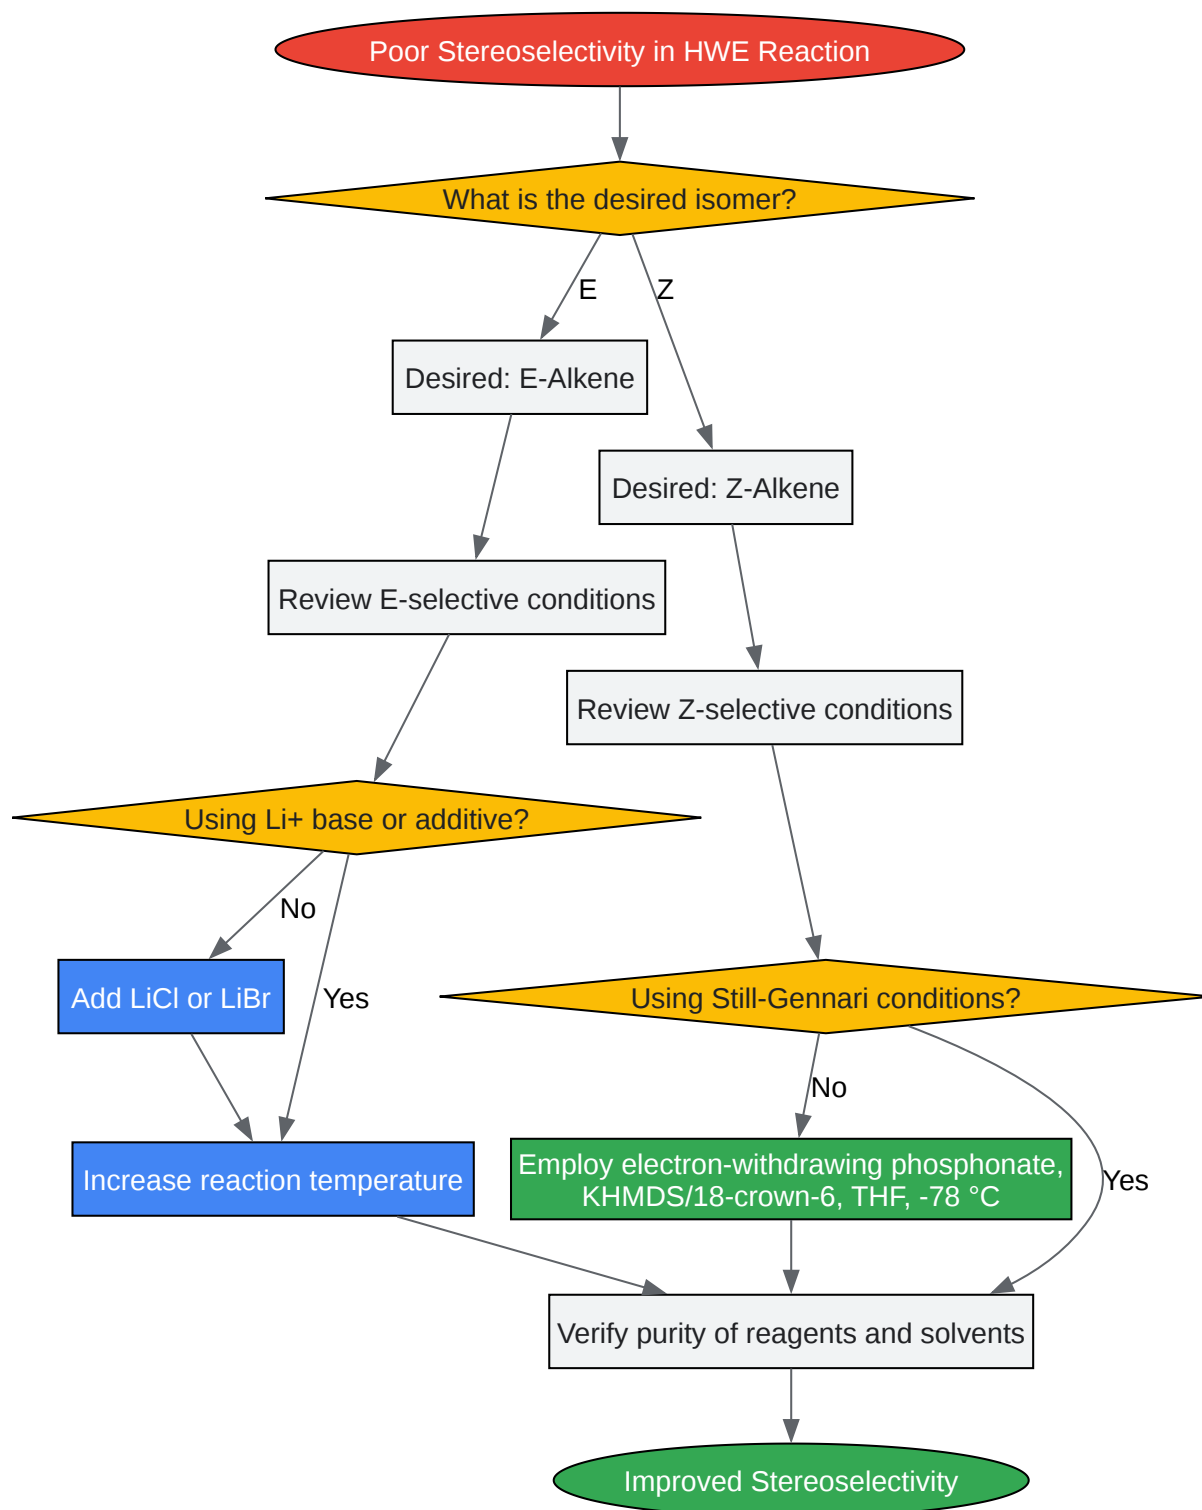 Poor Stereoselectivity in HWE Reaction
What is the desired isomer?
E
Z
Desired: E-Alkene
Desired: Z-Alkene
Review E-selective conditions
Review Z-selective conditions
Using Li+ base or additive?
No
Yes
Add LiCl or LiBr
Using Still-Gennari conditions?
No
Yes
Increase reaction temperature
Employ electron-withdrawing phosphonate,
KHMDS/18-crown-6, THF, -78 °C
Verify purity of reagents and solvents
Improved Stereoselectivity